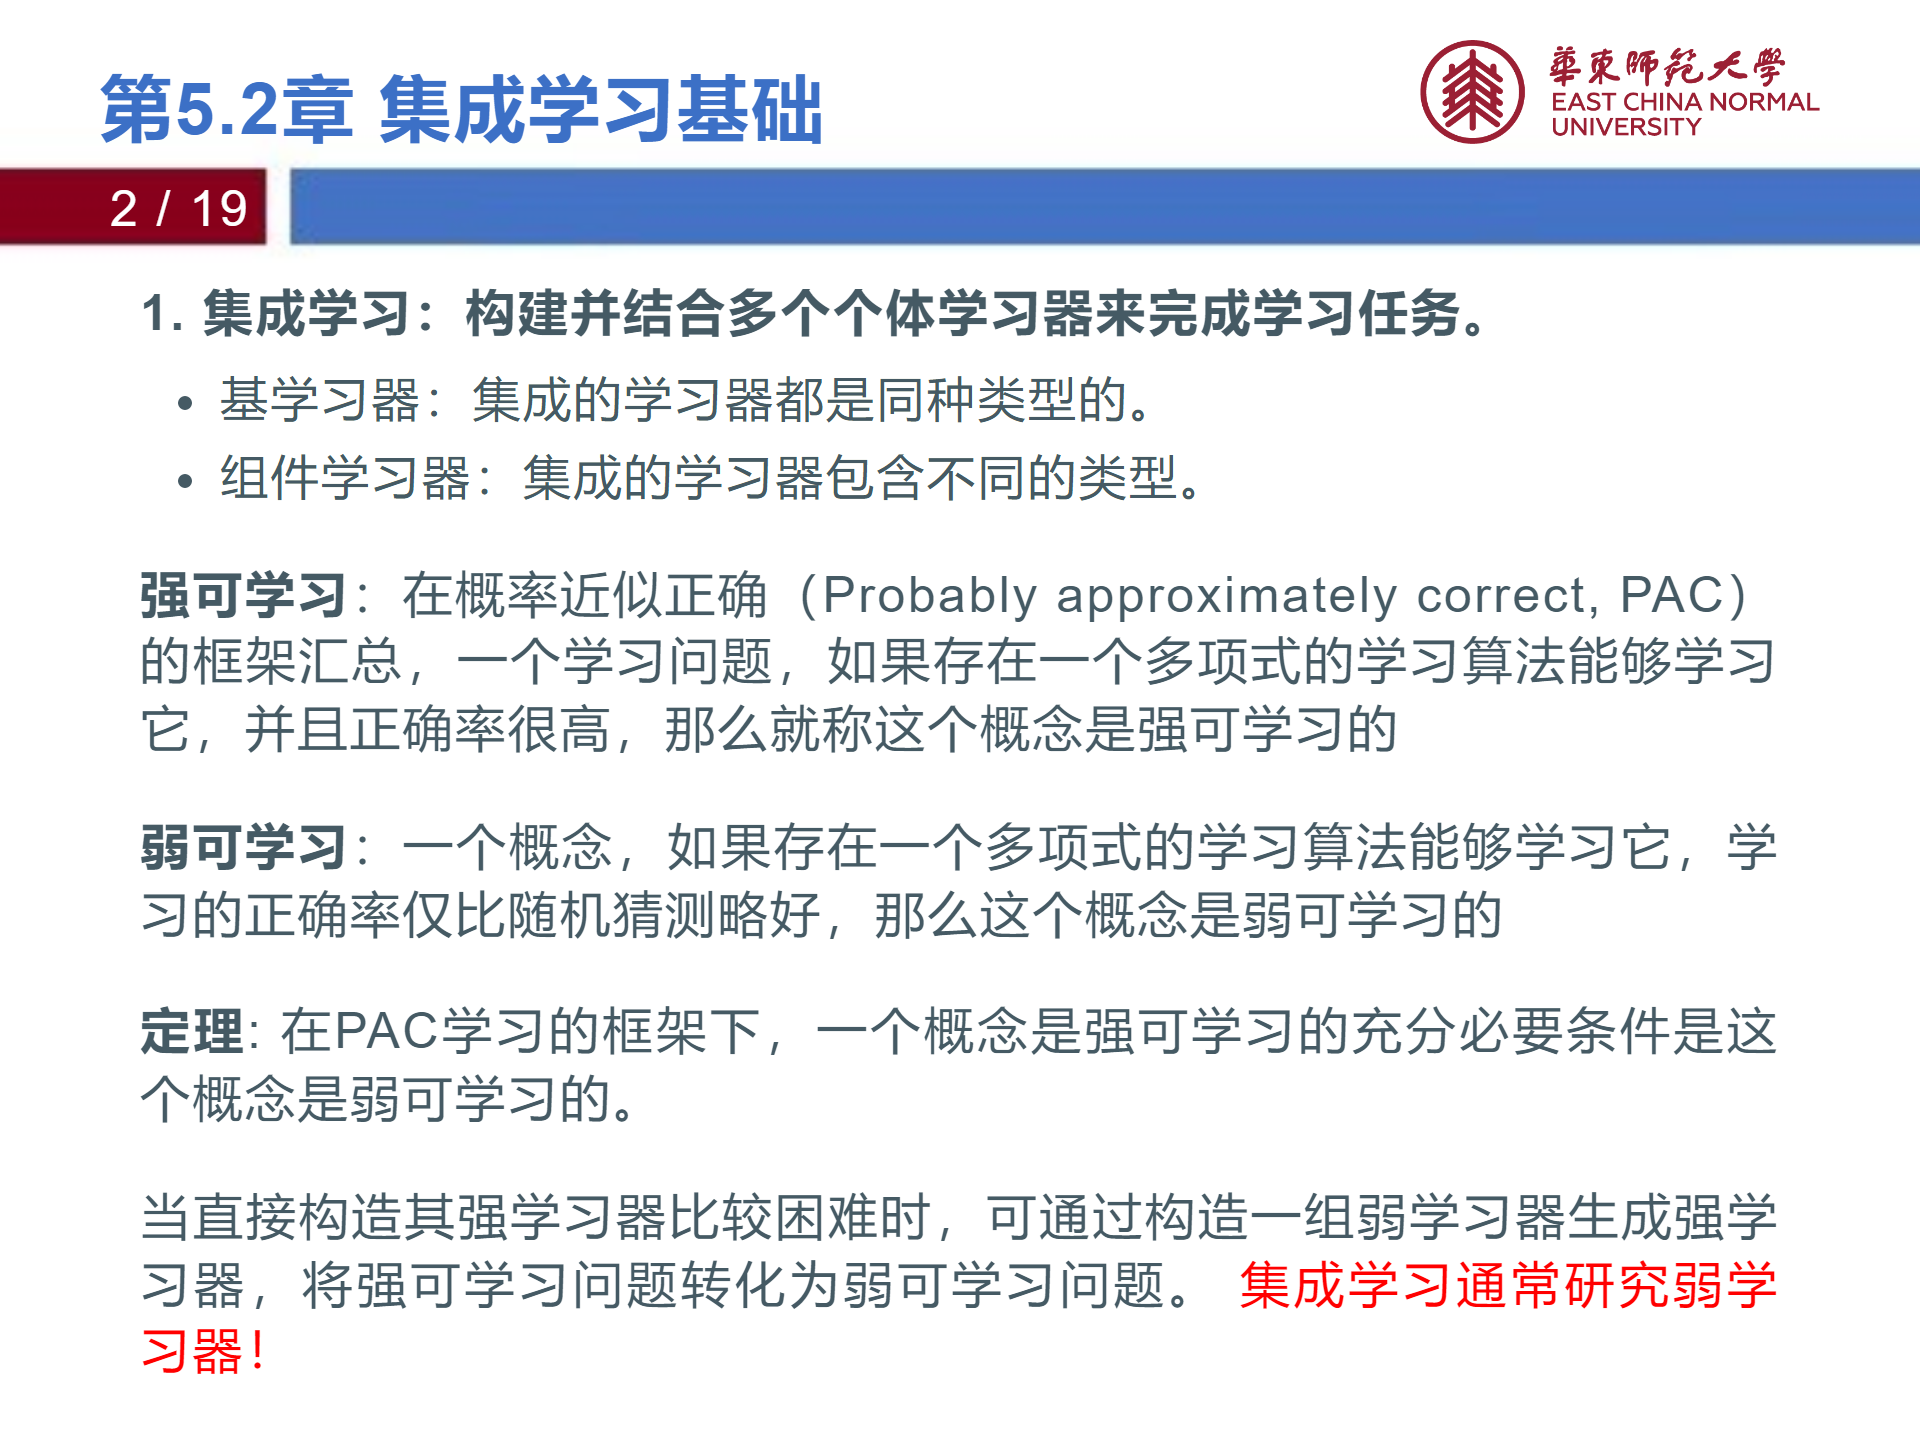 第5.2章 集成学习基础
華東師範大學
EAST CHINA NORMAL
UNIVERSITY
2 / 19
1. 集成学习：构建并结合多个个体学习器来完成学习任务。
• 基学习器：集成的学习器都是同种类型的。
• 组件学习器：集成的学习器包含不同的类型。
强可学习：在概率近似正确（Probably approximately correct, PAC）
的框架汇总，一个学习问题，如果存在一个多项式的学习算法能够学习
它，并且正确率很高，那么就称这个概念是强可学习的
弱可学习：一个概念，如果存在一个多项式的学习算法能够学习它，学
习的正确率仅比随机猜测略好，那么这个概念是弱可学习的
定理: 在PAC学习的框架下，一个概念是强可学习的充分必要条件是这
个概念是弱可学习的。
当直接构造其强学习器比较困难时，可通过构造一组弱学习器生成强学
习器，将强可学习问题转化为弱可学习问题。 集成学习通常研究弱学
习器！